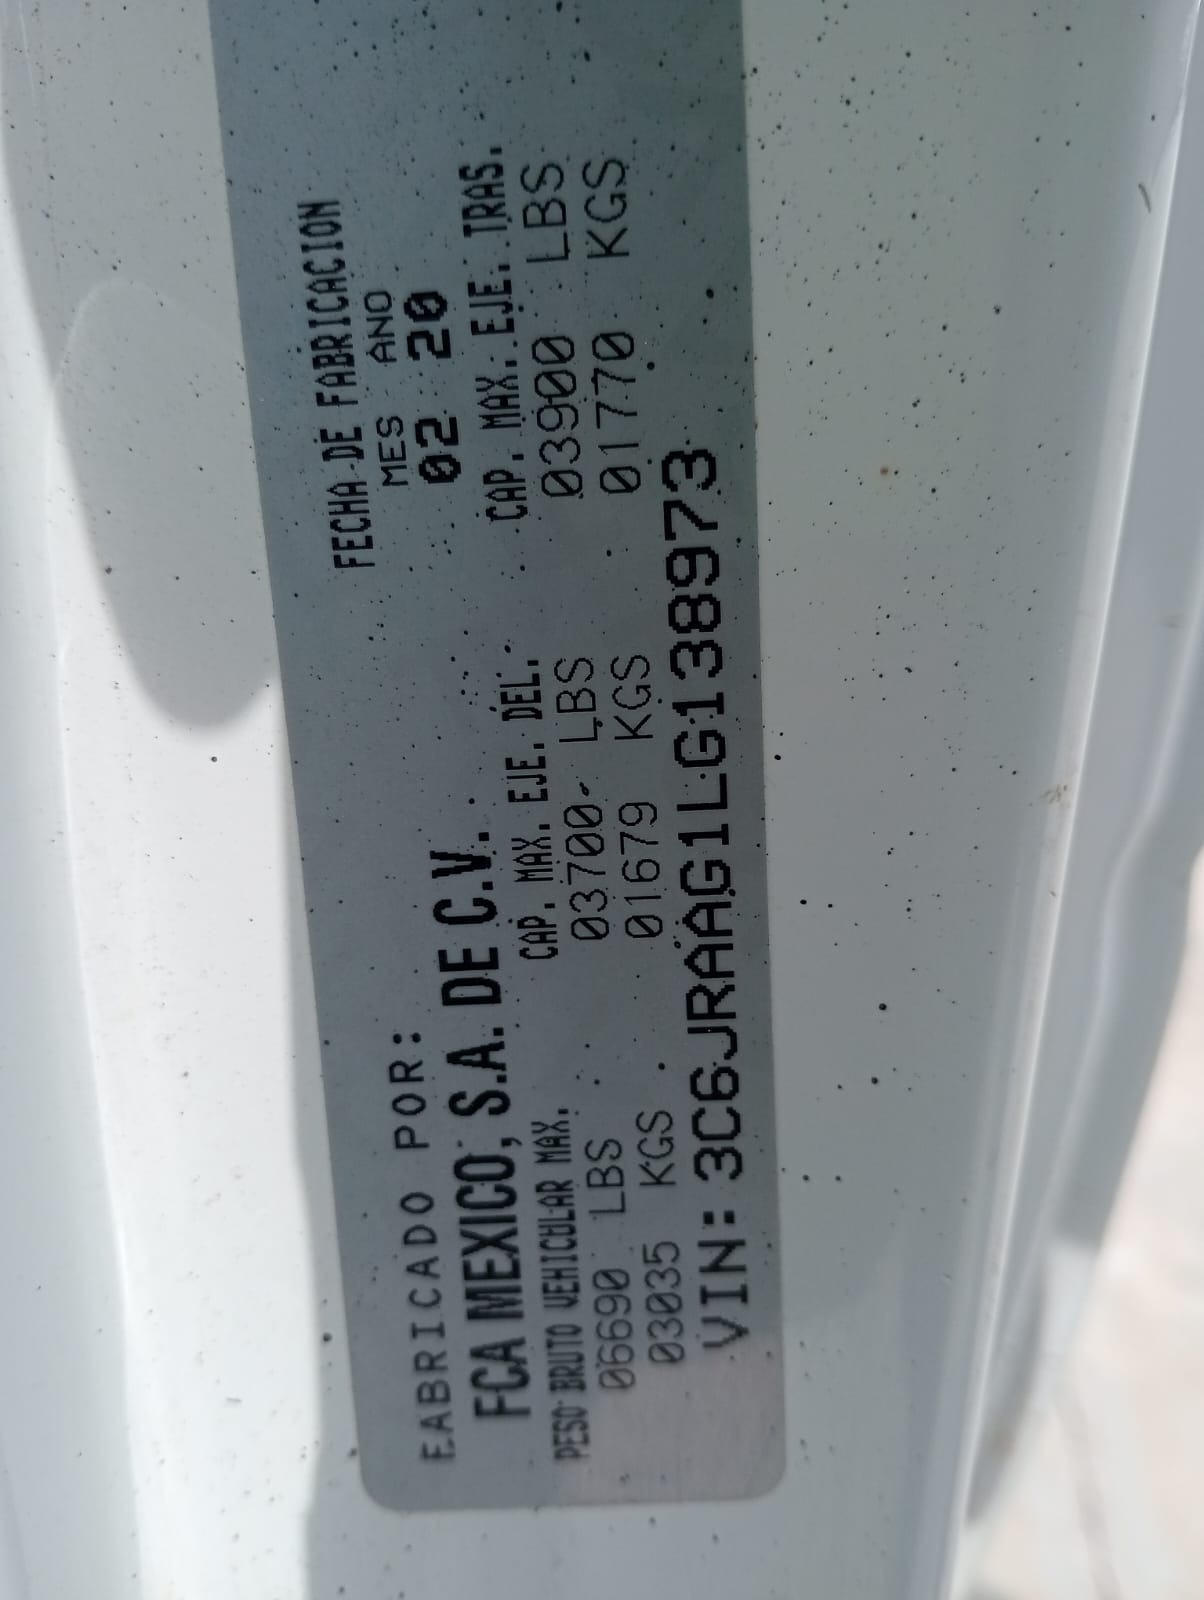 FABRICADO POR:
FECHA DE FABRICACION
MES AÑO
FCA MEXICO, S.A. DE C.V.
02 20
PESO BRUTO VEHICULAR MAX. CAP. MAX. EJE. DEL. CAP. MAX. EJE. TRAS.
06690 LBS 03700 LBS 03900 LBS
03035 KGS 01679 KGS 01770 KGS
VIN: 3C6JRAAG1LG138973